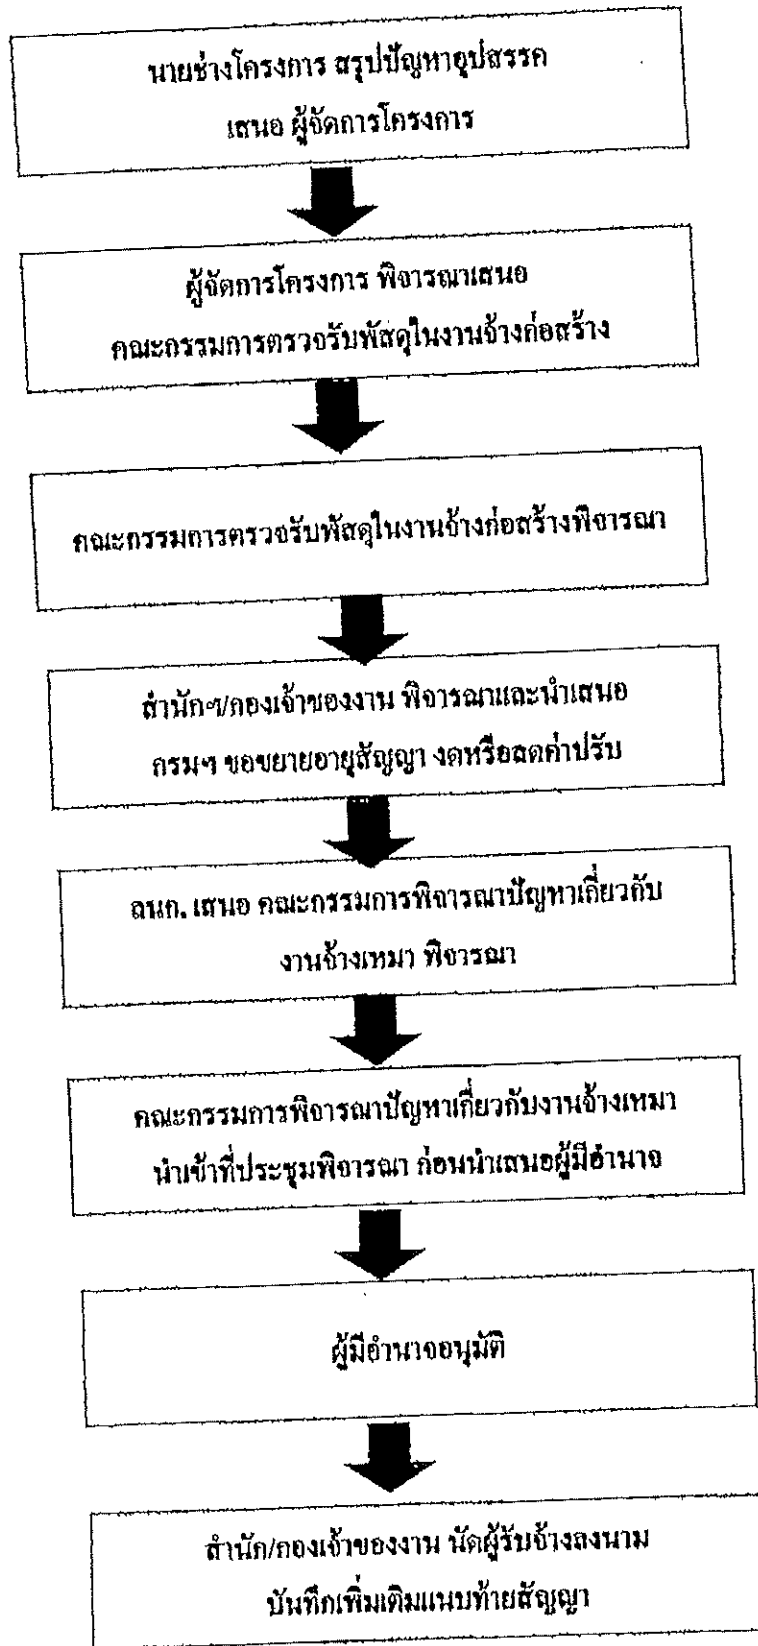 นายช่างโครงการ สรุปปัญหาอุปสรรค
เสนอ ผู้จัดการโครงการ
ผู้จัดการโครงการ พิจารณาเสนอ
คณะกรรมการตรวจรับพัสดุในงานจ้างก่อสร้าง
คณะกรรมการตรวจรับพัสดุในงานจ้างก่อสร้างพิจารณา
สำนักฯ/กองเจ้าของงาน พิจารณาและนำเสนอ
กรมฯ ขอขยายอายุสัญญา งดหรือลดค่าปรับ
ลนก. เสนอ คณะกรรมการพิจารณาปัญหาเกี่ยวกับ
งานจ้างเหมา พิจารณา
คณะกรรมการพิจารณาปัญหาเกี่ยวกับงานจ้างเหมา
นำเข้าที่ประชุมพิจารณา ก่อนนำเสนอผู้มีอำนาจ
ผู้มีอำนาจอนุมัติ
สำนัก/กองเจ้าของงาน นัดผู้รับจ้างลงนาม
บันทึกเพิ่มเติมแนบท้ายสัญญา